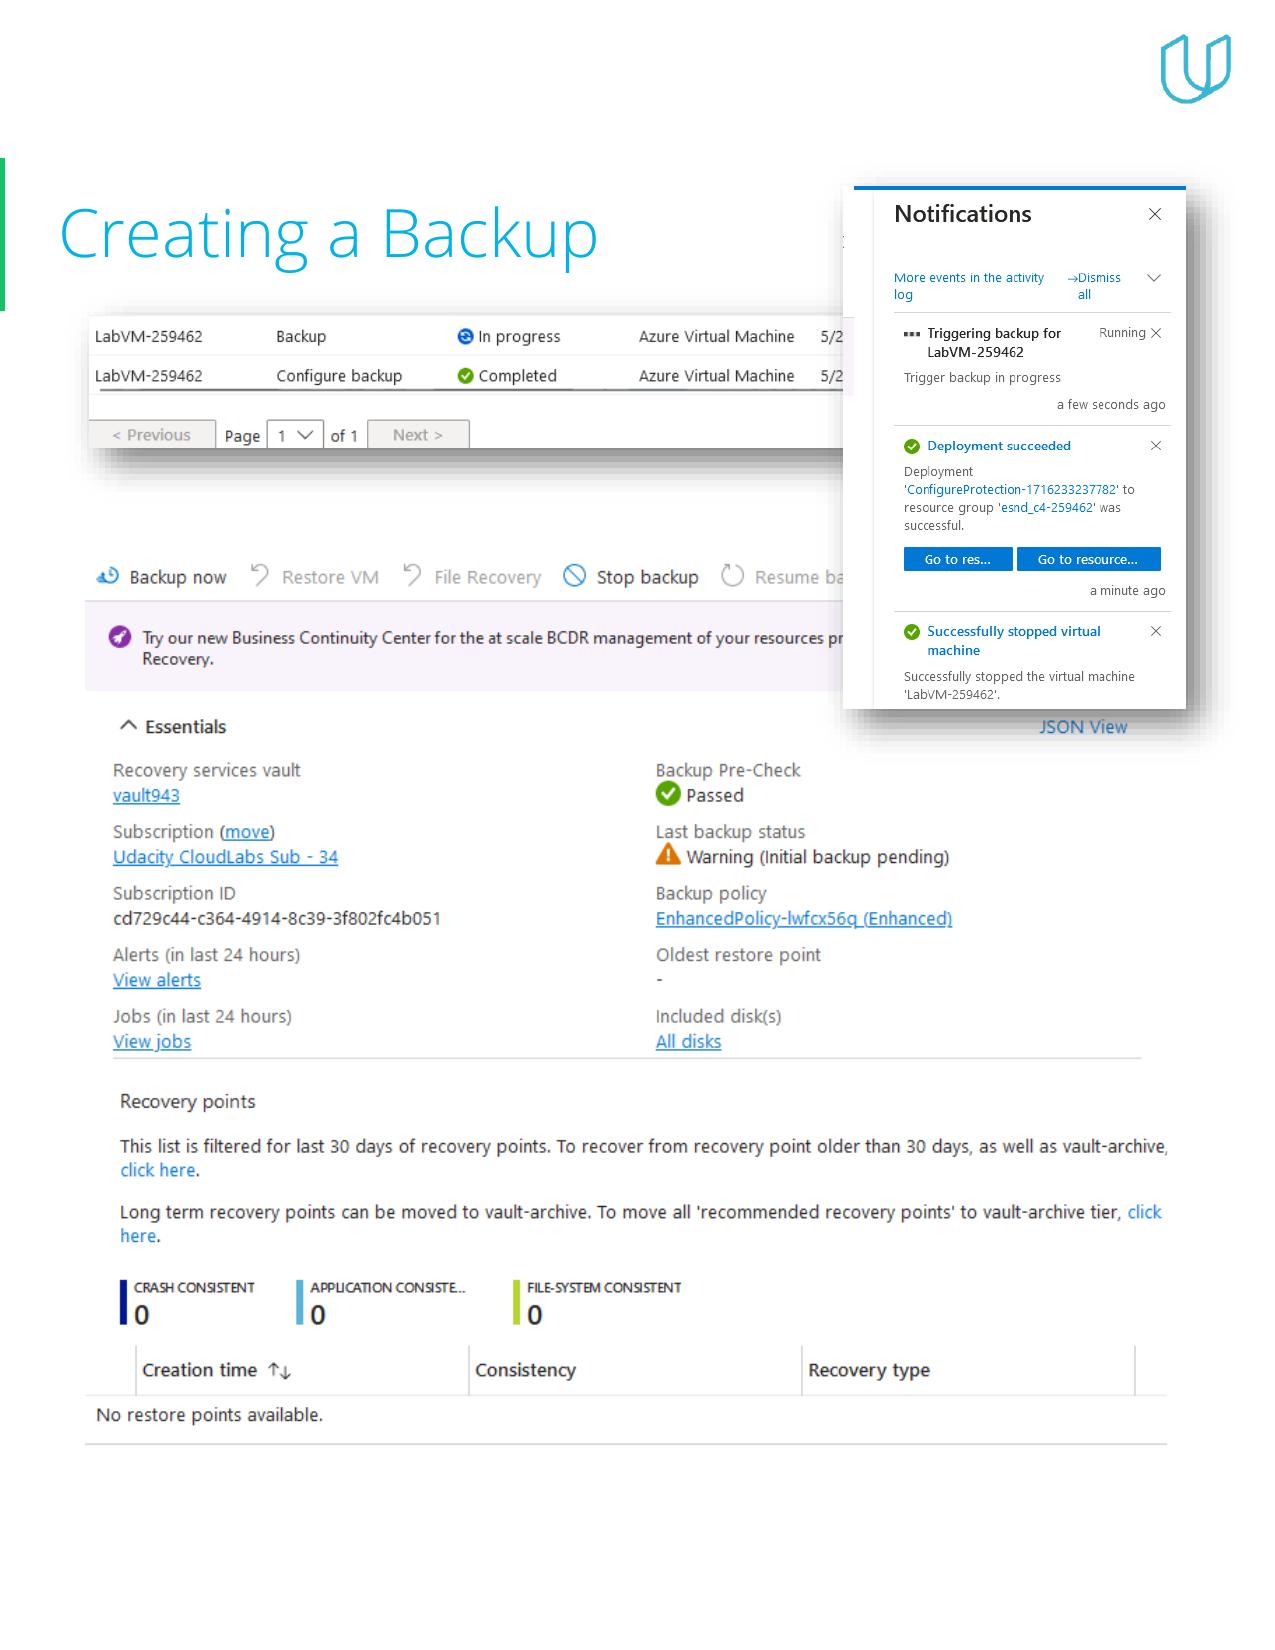 Creating a Backup
Notifications
More events in the activity
log
→Dismiss
all
Triggering backup for
LabVM-259462
Running
Trigger backup in progress
a few seconds ago
Deployment succeeded
Deployment
'ConfigureProtection-1716233237782' to
resource group 'esnd_c4-259462' was
successful.
Go to res...
Go to resource...
a minute ago
Successfully stopped virtual
machine
Successfully stopped the virtual machine
'LabVM-259462'.
LabVM-259462 Backup In progress Azure Virtual Machine 5/2
LabVM-259462 Configure backup Completed Azure Virtual Machine 5/2
< Previous Page 1 of 1 Next >
Backup now Restore VM File Recovery Stop backup Resume ba
Try our new Business Continuity Center for the at scale BCDR management of your resources pr
Recovery.
Essentials
JSON View
Recovery services vault
vault943
Subscription (move)
Udacity CloudLabs Sub - 34
Subscription ID
cd729c44-c364-4914-8c39-3f802fc4b051
Alerts (in last 24 hours)
View alerts
Jobs (in last 24 hours)
View jobs
Backup Pre-Check
Passed
Last backup status
Warning (Initial backup pending)
Backup policy
EnhancedPolicy-lwfcx56q (Enhanced)
Oldest restore point
-
Included disk(s)
All disks
Recovery points
This list is filtered for last 30 days of recovery points. To recover from recovery point older than 30 days, as well as vault-archive,
click here.
Long term recovery points can be moved to vault-archive. To move all 'recommended recovery points' to vault-archive tier, click
here.
CRASH CONSISTENT
0
APPLICATION CONSISTE...
0
FILE-SYSTEM CONSISTENT
0
Creation time ↑↓ Consistency Recovery type
No restore points available.